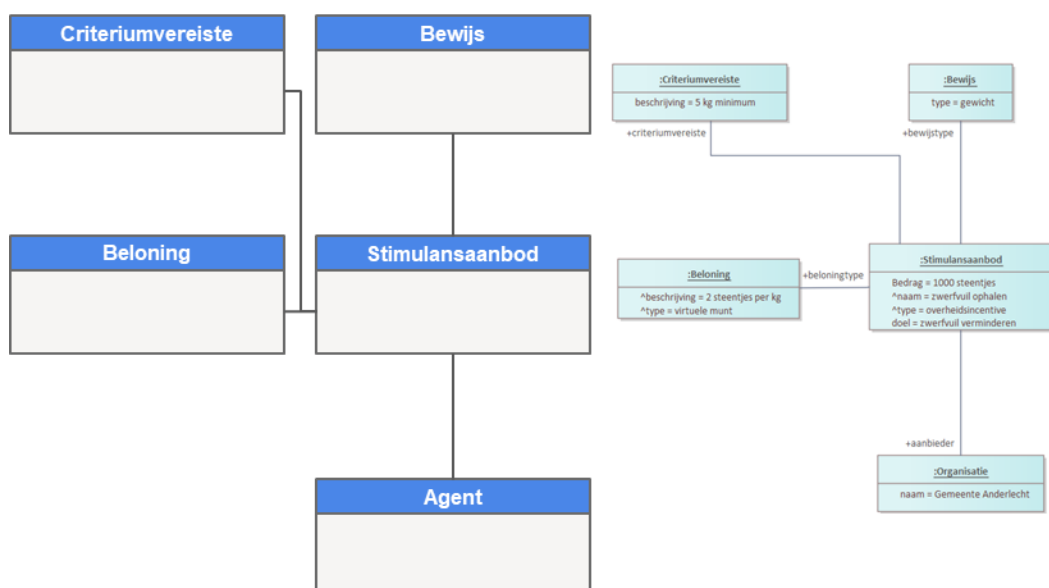 Criteriumvereiste
Bewijs
Beloning
Stimulansaanbod
Agent
:Criteriumvereiste
beschrijving = 5 kg minimum
+criteriumvereiste
:Bewijs
type = gewicht
+bewijstype
:Beloning
^beschrijving = 2 steentjes per kg
^type = virtuele munt
+beloningtype
:Stimulansaanbod
Bedrag = 1000 steentjes
^naam = zwerfvuil ophalen
^type = overheidsincentive
doel = zwerfvuil verminderen
+aanbieder
:Organisatie
naam = Gemeente Anderlecht